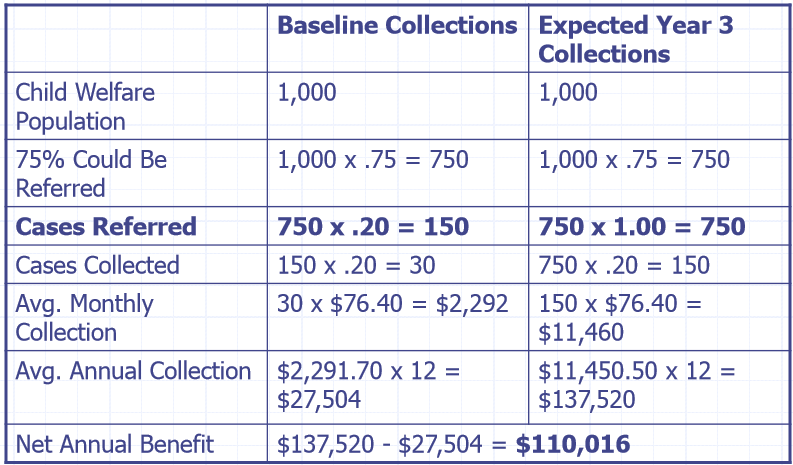 Baseline Collections
Expected Year 3
Collections
Child Welfare
Population
1,000
1,000
75% Could Be
Referred
1,000 x .75 = 750
1,000 x .75 = 750
Cases Referred
750 x .20 = 150
750 x 1.00 = 750
Cases Collected
150 x .20 = 30
750 x .20 = 150
Avg. Monthly
Collection
30 x $76.40 = $2,292
150 x $76.40 =
$11,460
Avg. Annual Collection
$2,291.70 x 12 =
$27,504
$11,450.50 x 12 =
$137,520
Net Annual Benefit
$137,520 - $27,504 = $110,016